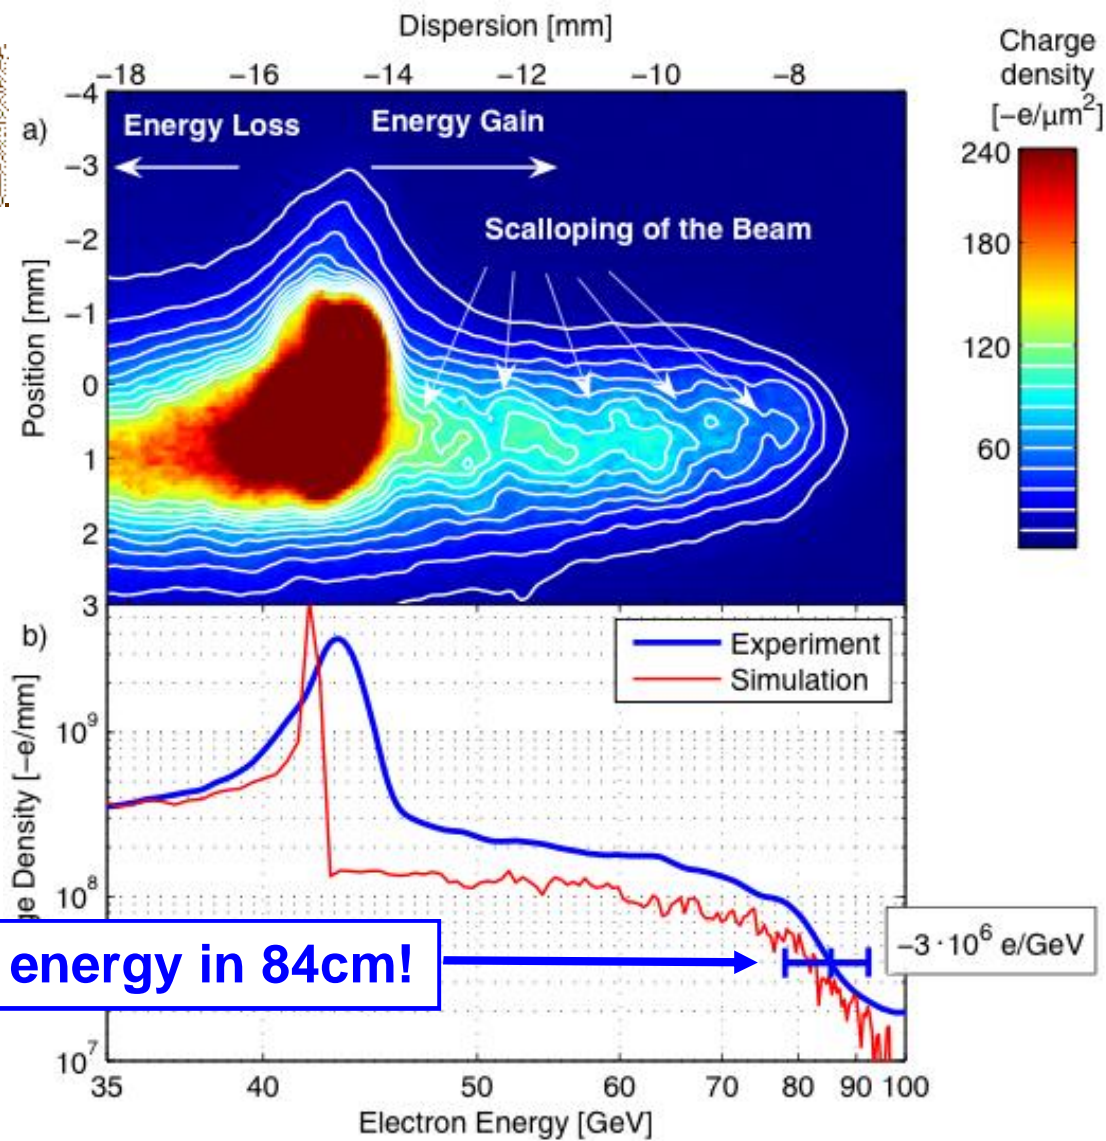 Dispersion [mm]
−18 −16 −14 −12 −10 −8
Charge
density
[−e/μm²]
a)
Energy Loss
Energy Gain
Scalloping of the Beam
Position [mm]
−4
−3
−2
−1
0
1
2
3
240
180
120
60
b)
Experiment
Simulation
ge Density [−e/mm]
10⁹
10⁸
10⁷
energy in 84cm!
−3·10⁶ e/GeV
35 40 50 60 70 80 90 100
Electron Energy [GeV]